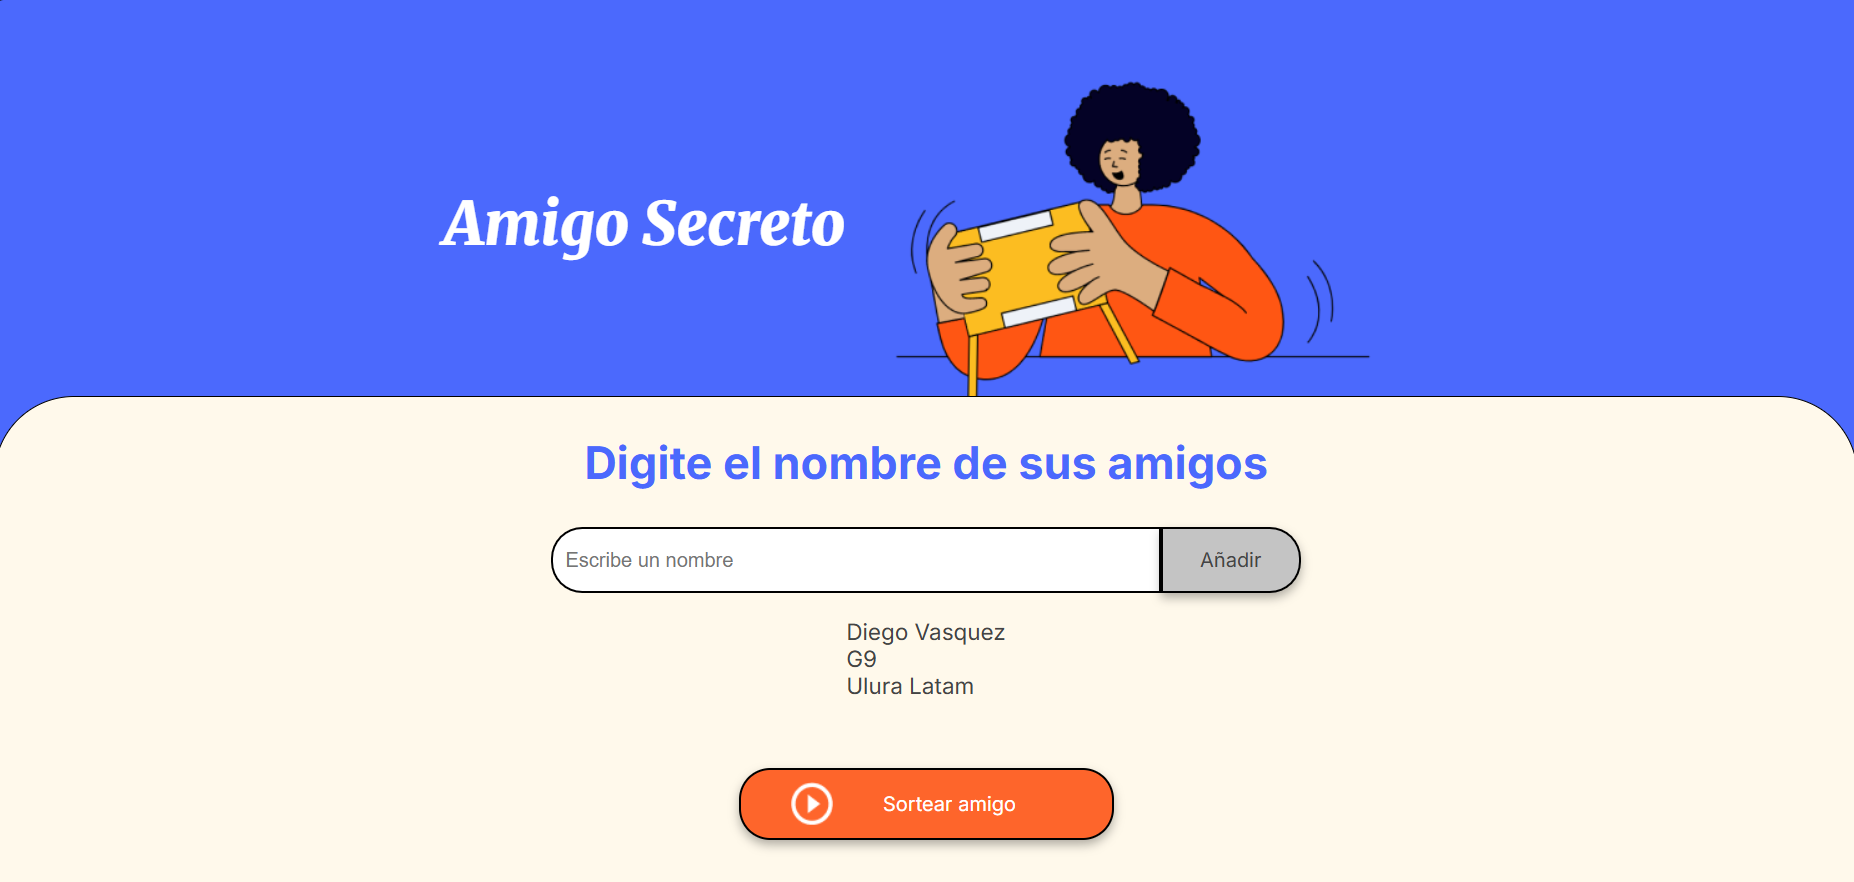 Amigo Secreto
Digite el nombre de sus amigos
Escribe un nombre
Añadir
Diego Vasquez
G9
Ulura Latam
Sortear amigo